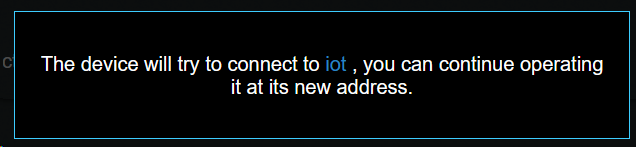 The device will try to connect to iot , you can continue operating
it at its new address.